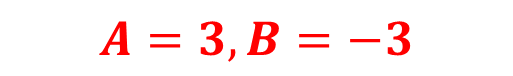 A = 3, B = −3